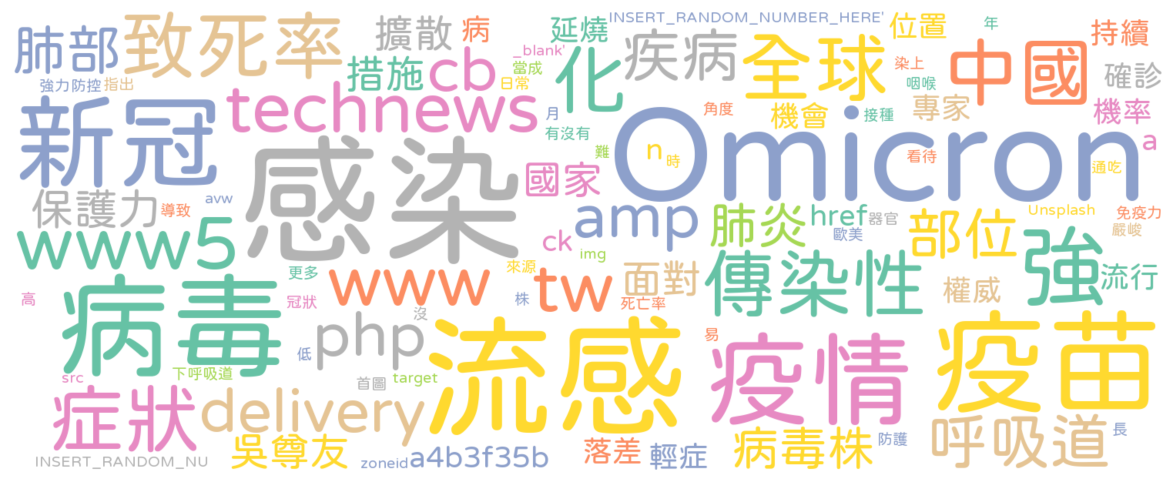 肺部 致死率 擴散 病 延燒 INSERT_RANDOM_NUMBER_HERE' 位置 年 持續
強力防控 指出 措施 cb _blank' 當成 日常 化 疾病 全球 染上 咽喉 中國 確診
新冠 technews 月 有沒有 角度 機會 接種 專家 機率
感染 難 Omicron n 時 看待 a 通吃
保護力 導致 avw 國家 amp 肺炎 href 器官 歐美 部位 Unsplash 免疫力 嚴峻
www5 ck img 強
更多 www 來源 tw 面對 傳染性 權威 流行
高 病毒 冠狀 株 死亡率
php 沒 流感 易 疫情 疫苗
低 下呼吸道 src 首圖 target
症狀 delivery 長
吳尊友 zoneid a4b3f35b 落差 輕症 病毒株 防護 呼吸道
INSERT_RANDOM_NU